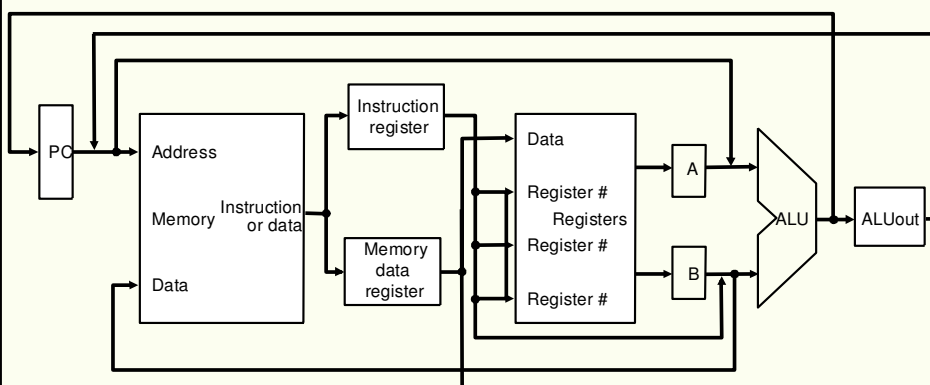 PC
Address
Memory
Data
Instruction
or data
Instruction
register
Memory
data
register
Data
Register #
Registers
Register #
Register #
A
B
ALU
ALUout